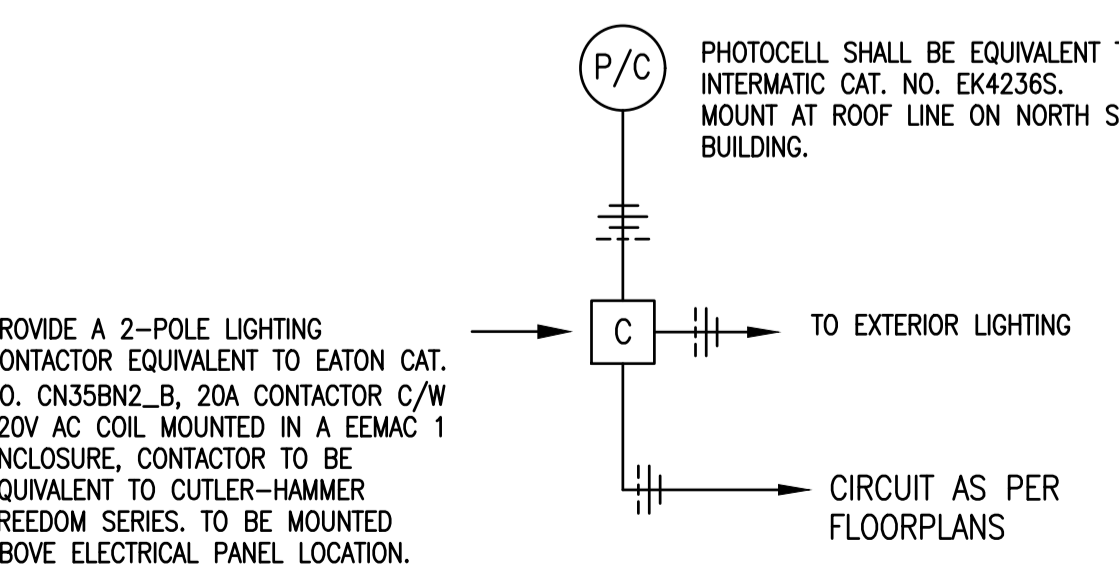 P/C
PHOTOCELL SHALL BE EQUIVALENT
INTERMATIC CAT. NO. EK4236S.
MOUNT AT ROOF LINE ON NORTH
BUILDING.
ROVIDE A 2-POLE LIGHTING
ONTACTOR EQUIVALENT TO EATON CAT.
O. CN35BN2_B, 20A CONTACTOR C/W
20V AC COIL MOUNTED IN A EEMAC 1
NCLOSURE, CONTACTOR TO BE
QUIVALENT TO CUTLER-HAMMER
REEDOM SERIES. TO BE MOUNTED
BOVE ELECTRICAL PANEL LOCATION.
C
TO EXTERIOR LIGHTING
CIRCUIT AS PER
FLOORPLANS